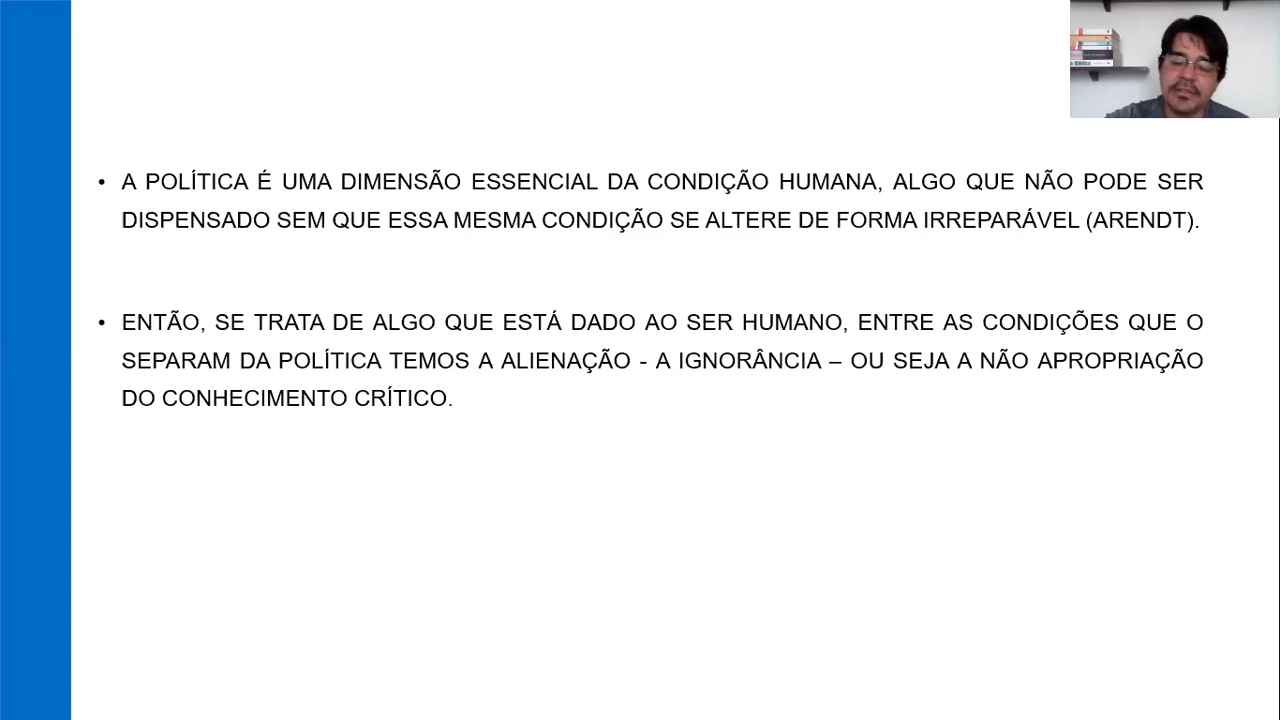 • A POLÍTICA É UMA DIMENSÃO ESSENCIAL DA CONDIÇÃO HUMANA, ALGO QUE NÃO PODE SER
DISPENSADO SEM QUE ESSA MESMA CONDIÇÃO SE ALTERE DE FORMA IRREPARÁVEL (ARENDT).
• ENTÃO, SE TRATA DE ALGO QUE ESTÁ DADO AO SER HUMANO, ENTRE AS CONDIÇÕES QUE O
SEPARAM DA POLÍTICA TEMOS A ALIENAÇÃO - A IGNORÂNCIA – OU SEJA A NÃO APROPRIAÇÃO
DO CONHECIMENTO CRÍTICO.